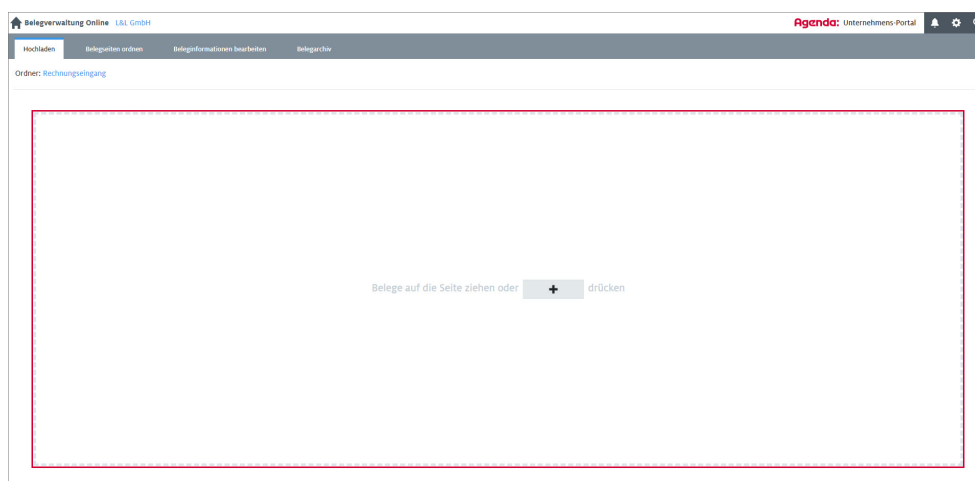 Belegverwaltung Online L&L GmbH
Agenda: Unternehmens-Portal
Hochladen Belegseiten ordnen Beleginformationen bearbeiten Belegarchiv
Ordner: Rechnungseingang
Belege auf die Seite ziehen oder + drücken